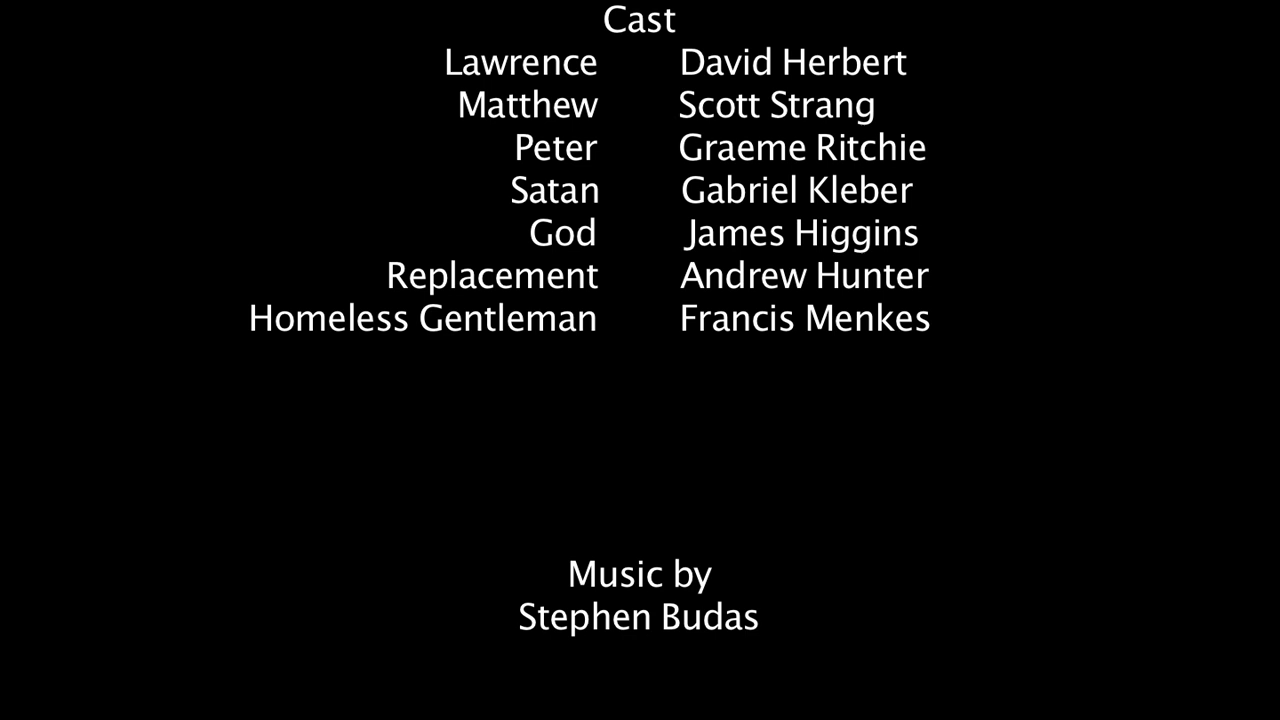 Cast
Lawrence David Herbert
Matthew Scott Strang
Peter Graeme Ritchie
Satan Gabriel Kleber
God James Higgins
Replacement Andrew Hunter
Homeless Gentleman Francis Menkes
Music by
Stephen Budas